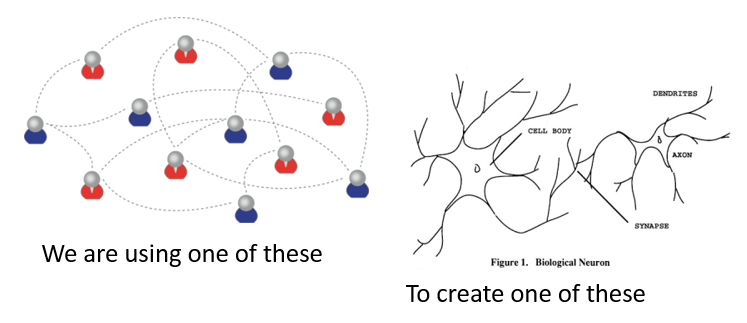 DENDRITES
CELL BODY
AXON
SYNAPSE
Figure 1. Biological Neuron
We are using one of these
To create one of these